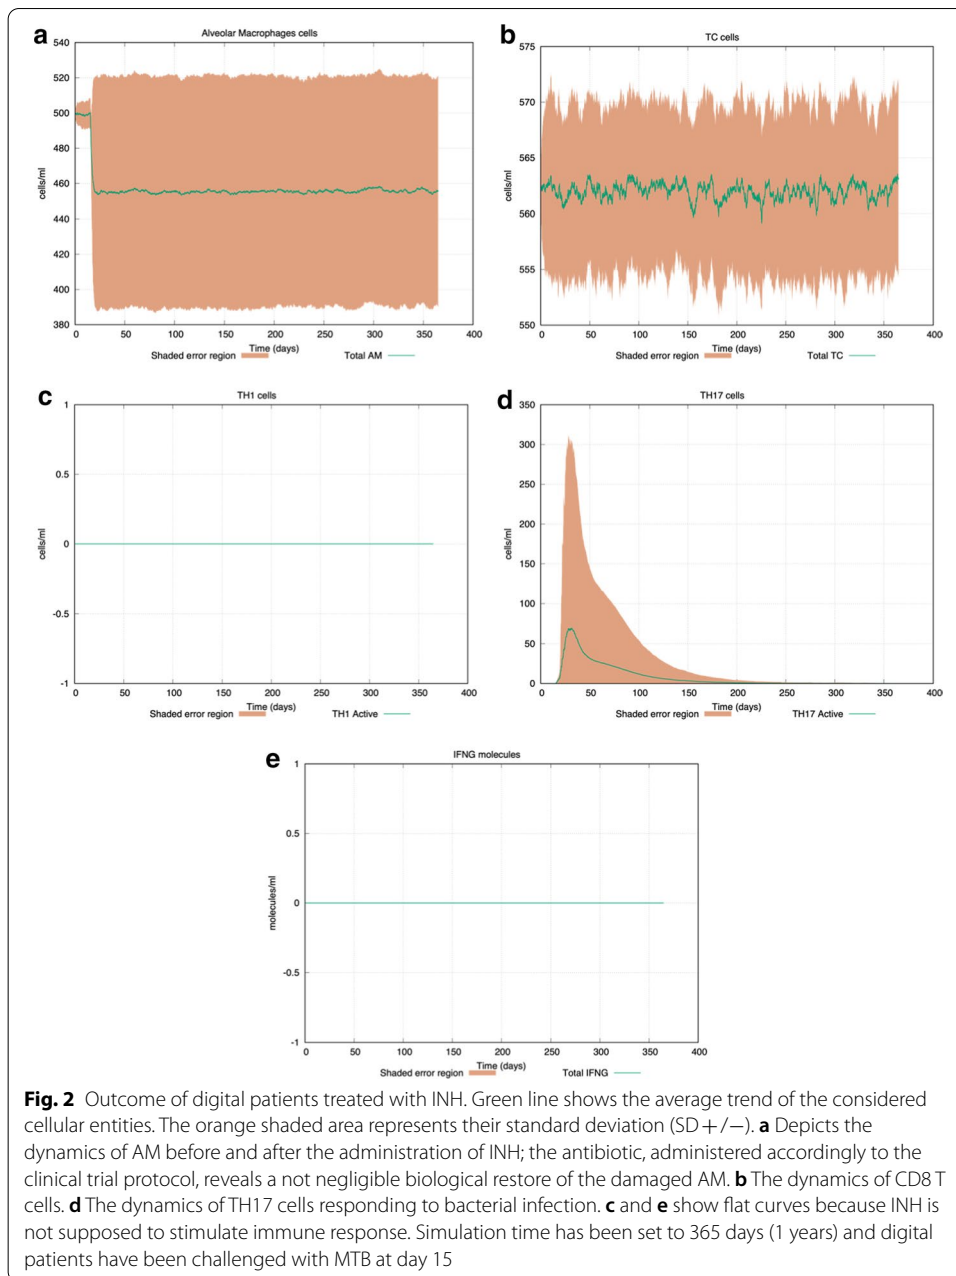 a
Alveolar Macrophages cells
540
520
500
480
460
440
420
400
380
cells/ml
0 50 100 150 200 250 300 350 400
Time (days)
Shaded error region Total AM
b
TC cells
575
570
565
560
555
550
cells/ml
0 50 100 150 200 250 300 350 400
Time (days)
Shaded error region Total TC
c
TH1 cells
1
0.5
0
-0.5
-1
cells/ml
0 50 100 150 200 250 300 350 400
Time (days)
Shaded error region TH1 Active
d
TH17 cells
350
300
250
200
150
100
50
0
cells/ml
0 50 100 150 200 250 300 350 400
Time (days)
Shaded error region TH17 Active
e
IFNG molecules
1
0.5
0
-0.5
-1
molecules/ml
0 50 100 150 200 250 300 350 400
Time (days)
Shaded error region Total IFNG
Fig. 2 Outcome of digital patients treated with INH. Green line shows the average trend of the considered
cellular entities. The orange shaded area represents their standard deviation (SD+/−). a Depicts the
dynamics of AM before and after the administration of INH; the antibiotic, administered accordingly to the
clinical trial protocol, reveals a not negligible biological restore of the damaged AM. b The dynamics of CD8 T
cells. d The dynamics of TH17 cells responding to bacterial infection. c and e show flat curves because INH is
not supposed to stimulate immune response. Simulation time has been set to 365 days (1 years) and digital
patients have been challenged with MTB at day 15